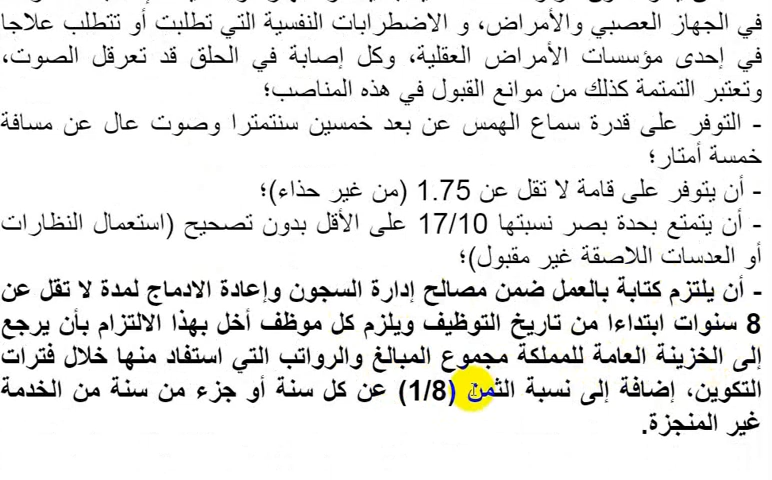 في الجهاز العصبي والأمراض، و الاضطرابات النفسية التي تطلبت أو تتطلب علاجا
في إحدى مؤسسات الأمراض العقلية، وكل إصابة في الحلق قد تعرقل الصوت،
وتعتبر التمتمة كذلك من موانع القبول في هذه المناصب؛
- التوفر على قدرة سماع الهمس عن بعد خمسين سنتمترا وصوت عال عن مسافة
خمسة أمتار؛
- أن يتوفر على قامة لا تقل عن 1.75 (من غير حذاء)؛
- أن يتمتع بحدة بصر نسبتها 17/10 على الأقل بدون تصحيح (استعمال النظارات
أو العدسات اللاصقة غير مقبول)؛
- أن يلتزم كتابة بالعمل ضمن مصالح إدارة السجون وإعادة الادماج لمدة لا تقل عن
8 سنوات ابتداءا من تاريخ التوظيف ويلزم كل موظف أخل بهذا الالتزام بأن يرجع
إلى الخزينة العامة للمملكة مجموع المبالغ والرواتب التي استفاد منها خلال فترات
التكوين، إضافة إلى نسبة الثمن (1/8) عن كل سنة أو جزء من سنة من الخدمة
غير المنجزة.